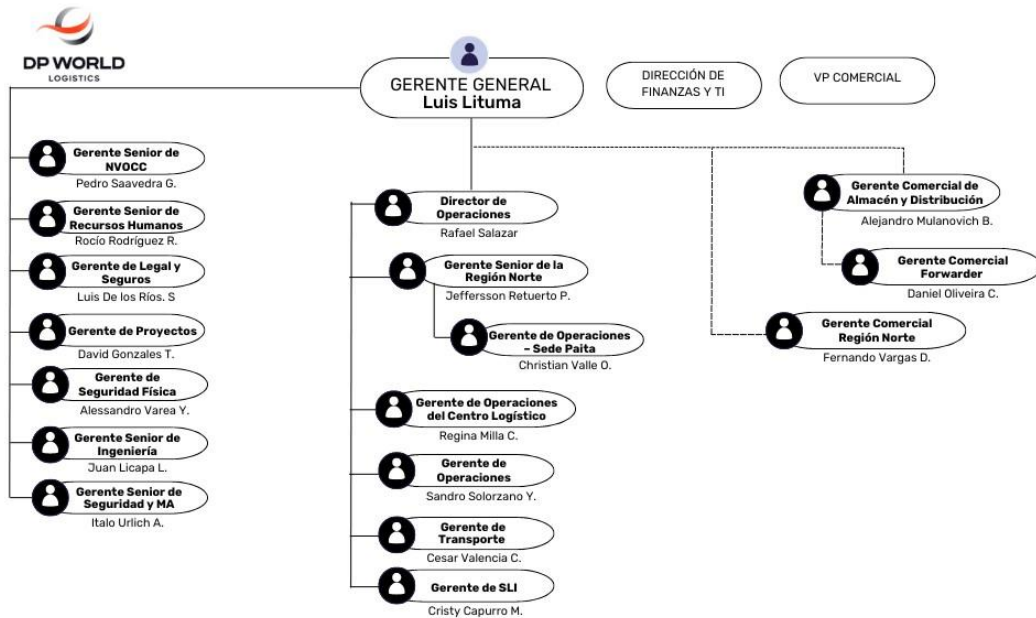 DP WORLD
LOGISTICS
GERENTE GENERAL
Luis Lituma
DIRECCIÓN DE
FINANZAS Y TI
VP COMERCIAL
Gerente Senior de
NVOCC
Pedro Saavedra G.
Gerente Senior de
Recursos Humanos
Rocío Rodríguez R.
Gerente de Legal y
Seguros
Luis De los Ríos. S
Gerente de Proyectos
David Gonzales T.
Gerente de
Seguridad Física
Alessandro Varea Y.
Gerente Senior de
Ingeniería
Juan Licapa L.
Gerente Senior de
Seguridad y MA
Italo Urlich A.
Director de
Operaciones
Rafael Salazar
Gerente Senior de la
Región Norte
Jeffersson Retuerto P.
Gerente de Operaciones
– Sede Paita
Christian Valle O.
Gerente de Operaciones
del Centro Logístico
Regina Milla C.
Gerente de
Operaciones
Sandro Solorzano Y.
Gerente de
Transporte
Cesar Valencia C.
Gerente de SLI
Cristy Capurro M.
Gerente Comercial de
Almacén y Distribución
Alejandro Mulanovich B.
Gerente Comercial
Forwarder
Daniel Oliveira C.
Gerente Comercial
Región Norte
Fernando Vargas D.